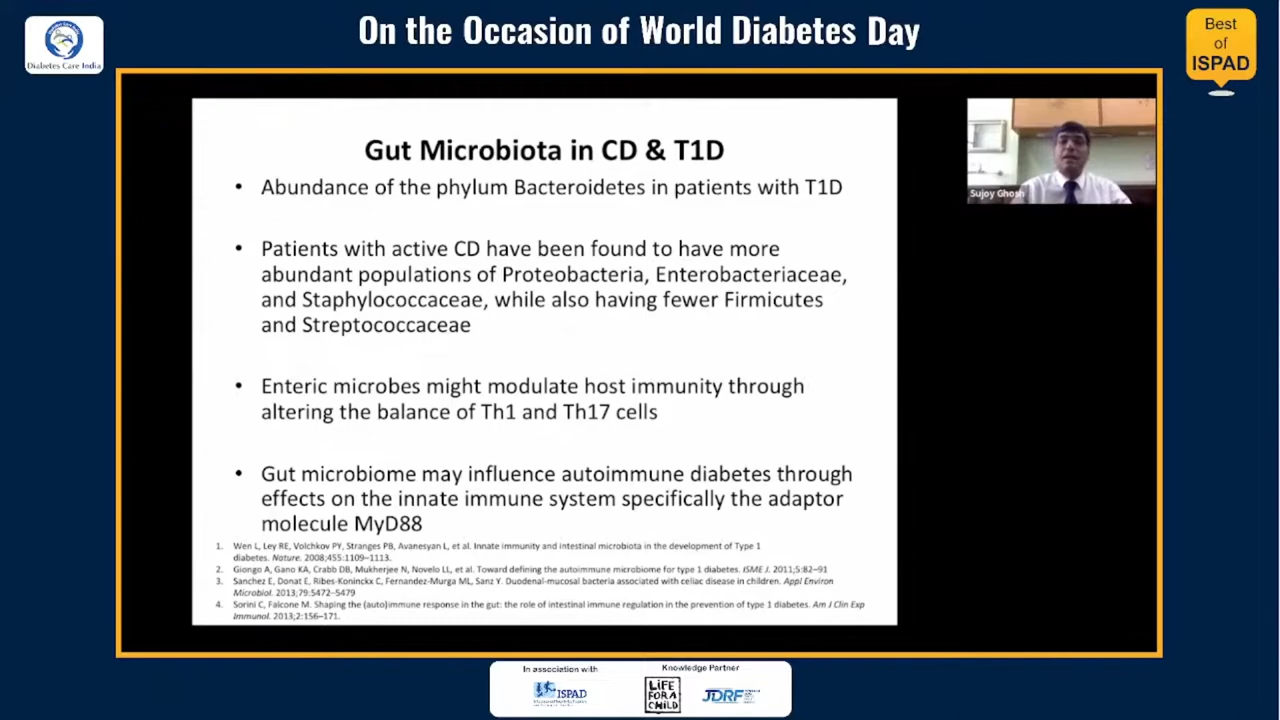 On the Occasion of World Diabetes Day
Diabetes Care India
Best
of
ISPAD
Gut Microbiota in CD & T1D
• Abundance of the phylum Bacteroidetes in patients with T1D
• Patients with active CD have been found to have more
abundant populations of Proteobacteria, Enterobacteriaceae,
and Staphylococcaceae, while also having fewer Firmicutes
and Streptococcaceae
• Enteric microbes might modulate host immunity through
altering the balance of Th1 and Th17 cells
• Gut microbiome may influence autoimmune diabetes through
effects on the innate immune system specifically the adaptor
molecule MyD88
1. Wen L, Ley RE, Volchkov PY, Stranges PB, Avanesyan L, et al. Innate immunity and intestinal microbiota in the development of Type 1
diabetes. Nature. 2008;455:1109–1113.
2. Giongo A, Gano KA, Crabb DB, Mukherjee N, Novelo LL, et al. Toward defining the autoimmune microbiome for type 1 diabetes. ISME J. 2011;5:82–91
3. Sanchez E, Donat E, Ribes-Koninckx C, Fernandez-Murga ML, Sanz Y. Duodenal-mucosal bacteria associated with celiac disease in children. Appl Environ
Microbiol. 2013;79:5472–5479
4. Sorini C, Falcone M. Shaping the (auto)immune response in the gut: the role of intestinal immune regulation in the prevention of type 1 diabetes. Am J Clin Exp
Immunol. 2013;2:156–171.
Sujoy Ghosh
In association with
ISPAD
Knowledge Partner
LiFE
FOR A
CHiLD
JDRF